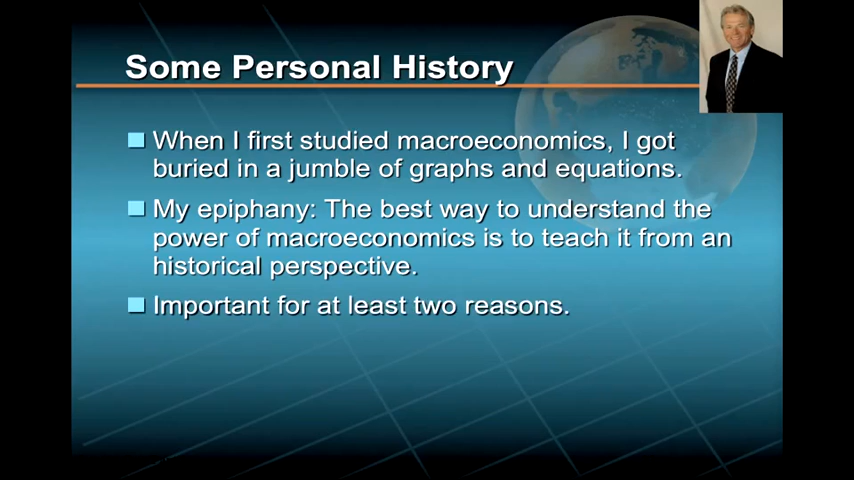 Some Personal History
When I first studied macroeconomics, I got
buried in a jumble of graphs and equations.
My epiphany: The best way to understand the
power of macroeconomics is to teach it from an
historical perspective.
Important for at least two reasons.